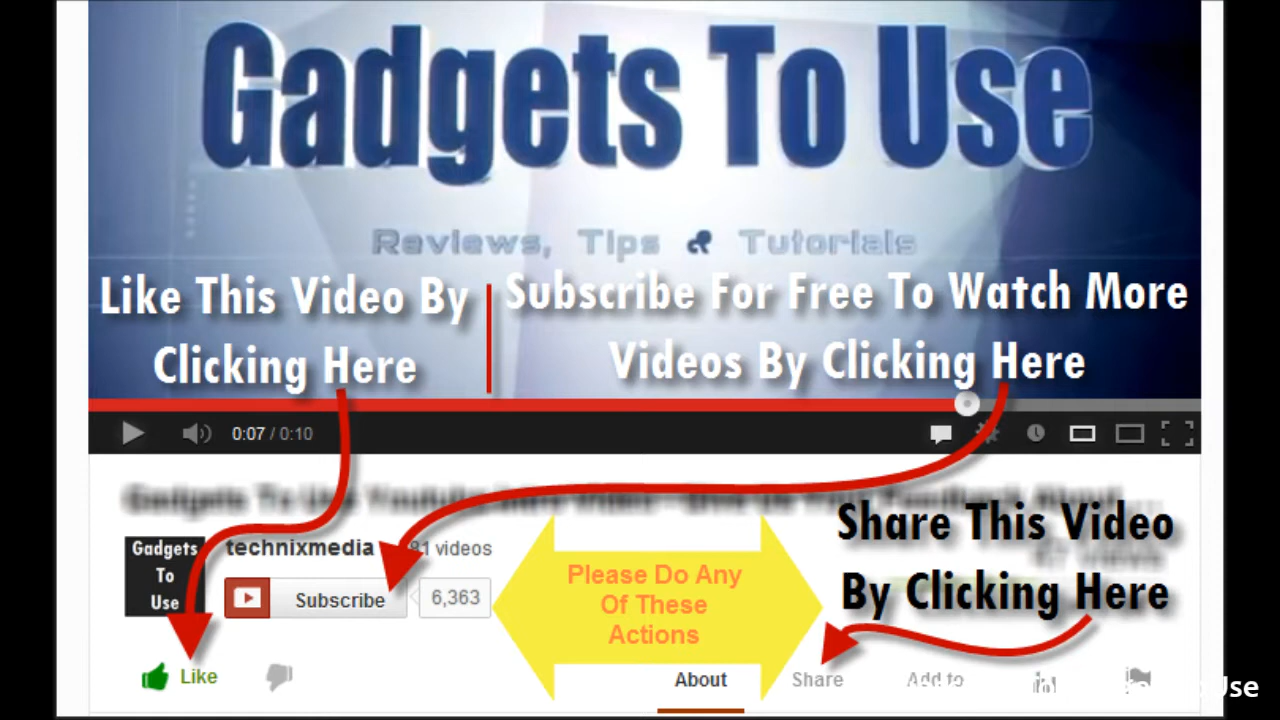 Gadgets To Use
Reviews, Tips & Tutorials
Like This Video By
Clicking Here
Subscribe For Free To Watch More
Videos By Clicking Here
0:07 / 0:10
Share This Video
By Clicking Here
Gadgets
To
Use
technixmedia
videos
Subscribe
6,363
Please Do Any
Of These
Actions
Like
About
Share
Add to
Use